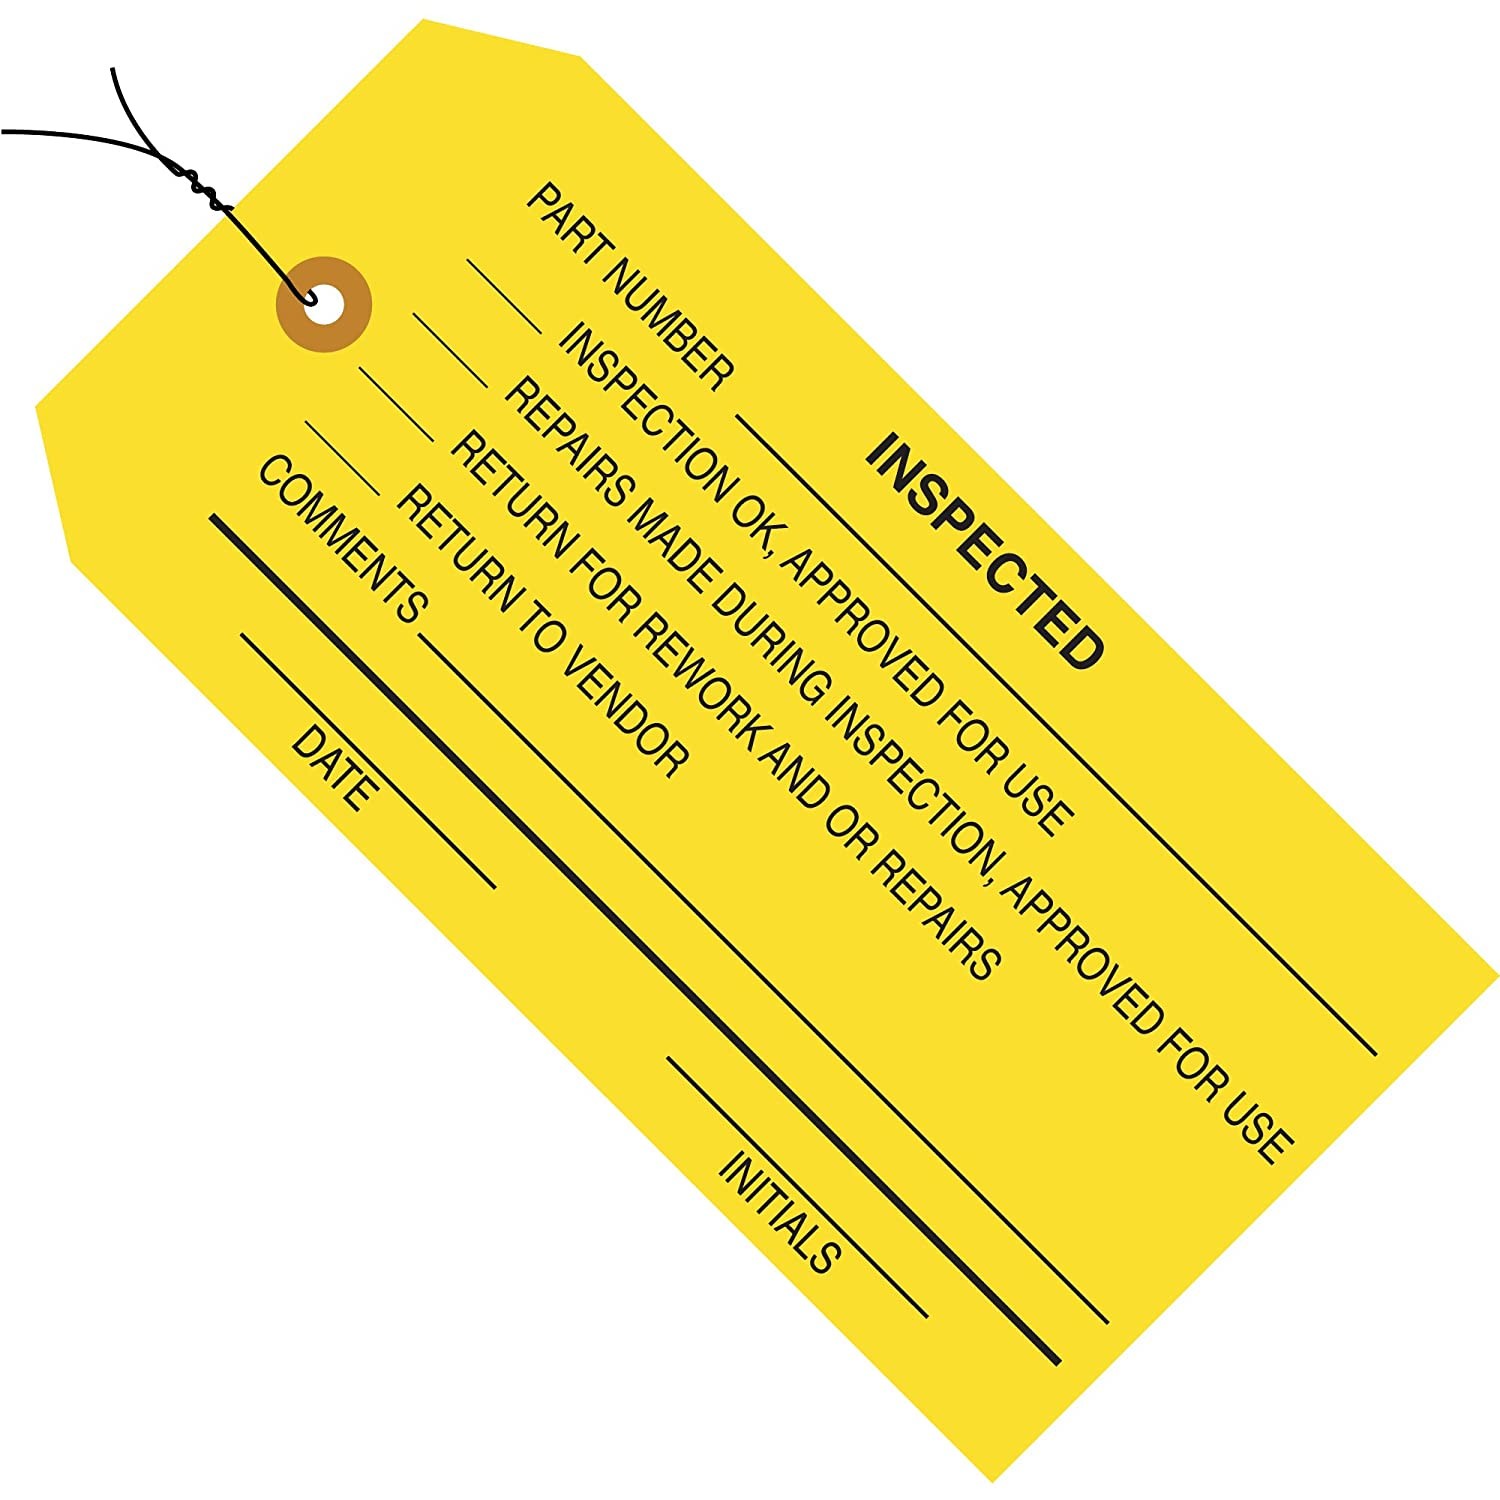 INSPECTED
PART NUMBER
INSPECTION OK, APPROVED FOR USE
REPAIRS MADE DURING INSPECTION, APPROVED FOR USE
RETURN FOR REWORK AND OR REPAIRS
RETURN TO VENDOR
COMMENTS
DATE INITIALS